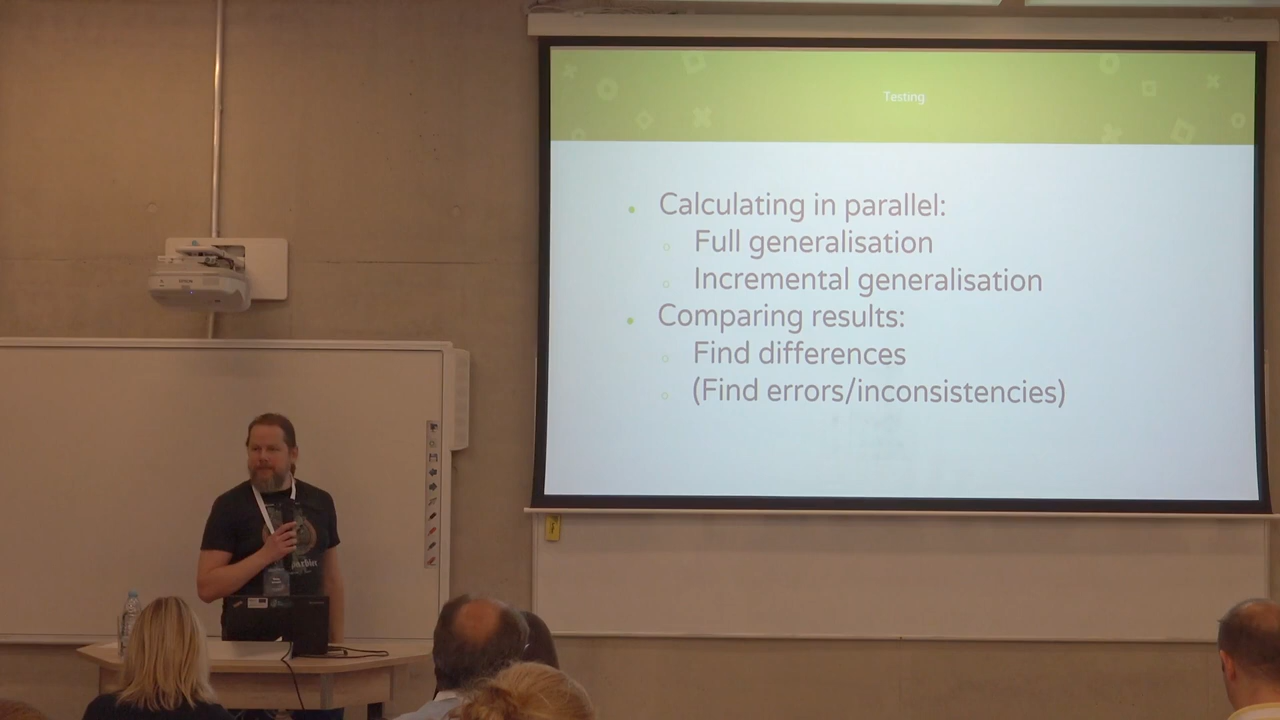 Testing
Calculating in parallel:
Full generalisation
Incremental generalisation
Comparing results:
Find differences
(Find errors/inconsistencies)